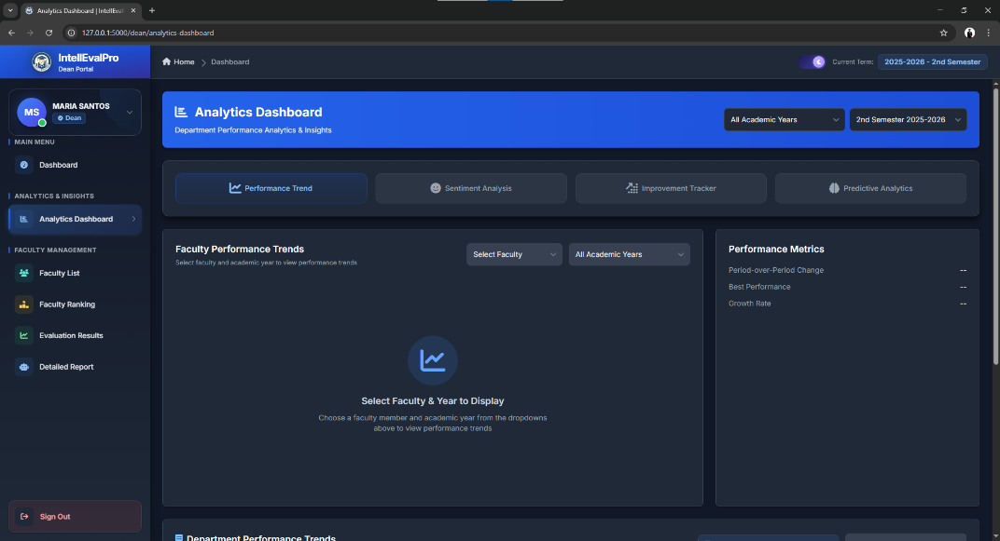 Analytics Dashboard | IntellEval
127.0.0.1:5000/dean/analytics-dashboard
IntellEvalPro
Dean Portal
Home
Dashboard
Current Term:
2025-2026 - 2nd Semester
MS
MARIA SANTOS
Dean
MAIN MENU
Dashboard
ANALYTICS & INSIGHTS
Analytics Dashboard
FACULTY MANAGEMENT
Faculty List
Faculty Ranking
Evaluation Results
Detailed Report
Sign Out
Analytics Dashboard
Department Performance Analytics & Insights
All Academic Years
2nd Semester 2025-2026
Performance Trend
Sentiment Analysis
Improvement Tracker
Predictive Analytics
Faculty Performance Trends
Select faculty and academic year to view performance trends
Select Faculty
All Academic Years
Select Faculty & Year to Display
Choose a faculty member and academic year from the dropdowns
above to view performance trends
Performance Metrics
Period-over-Period Change --
Best Performance --
Growth Rate --
Department Performance Trends